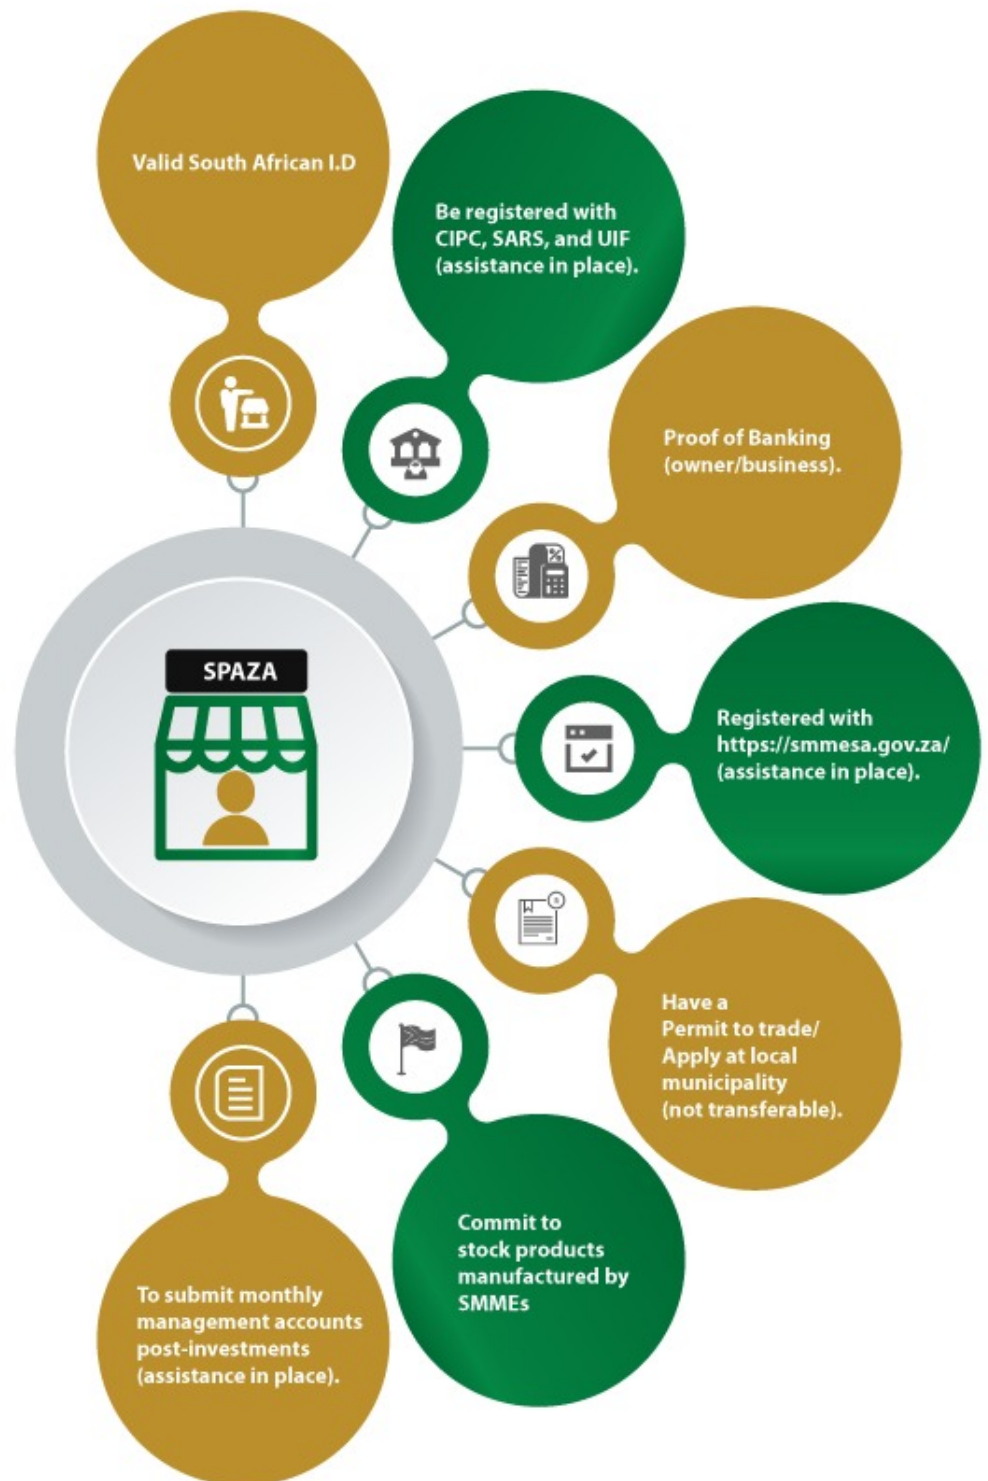 Valid South African I.D
Be registered with
CIPC, SARS, and UIF
(assistance in place).
Proof of Banking
(owner/business).
SPAZA
Registered with
https://smmesa.gov.za/
(assistance in place).
Have a
Permit to trade/
Apply at local
municipality
(not transferable).
Commit to
stock products
manufactured by
SMMEs
To submit monthly
management accounts
post-investments
(assistance in place).